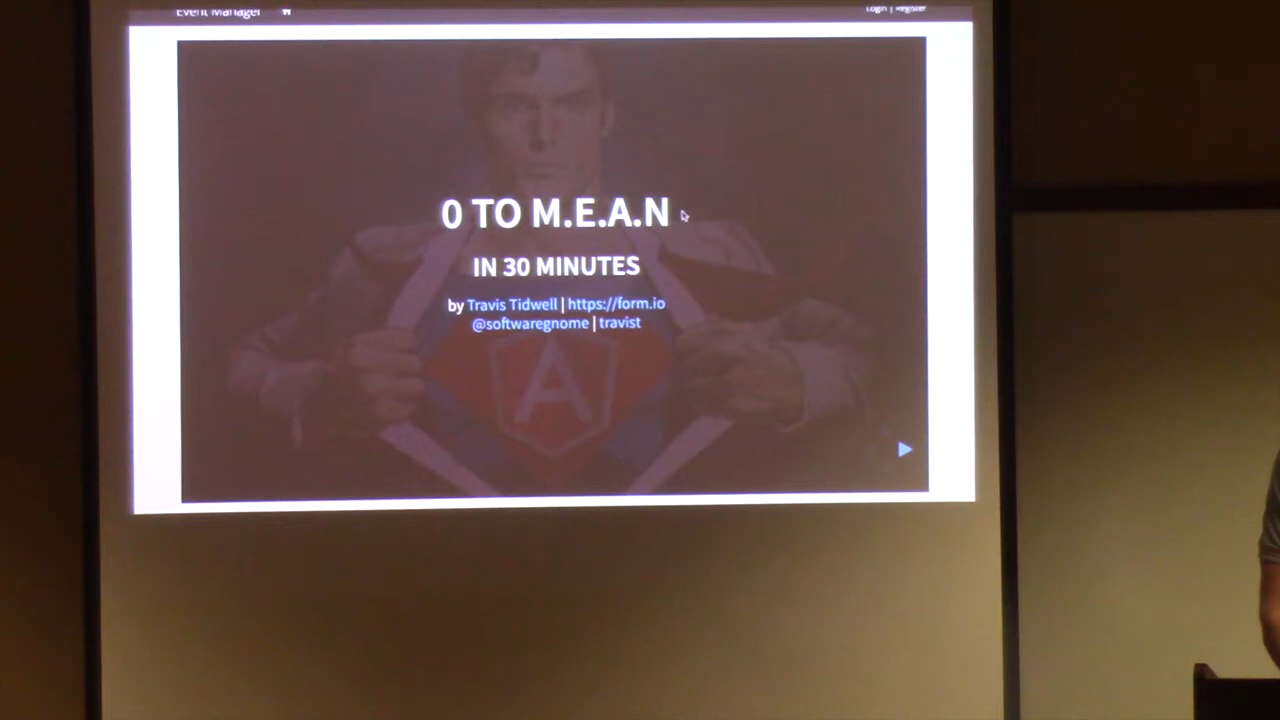 Event Manager
Login | Register
0 TO M.E.A.N
IN 30 MINUTES
by Travis Tidwell | https://form.io
@softwaregnome | travist
A